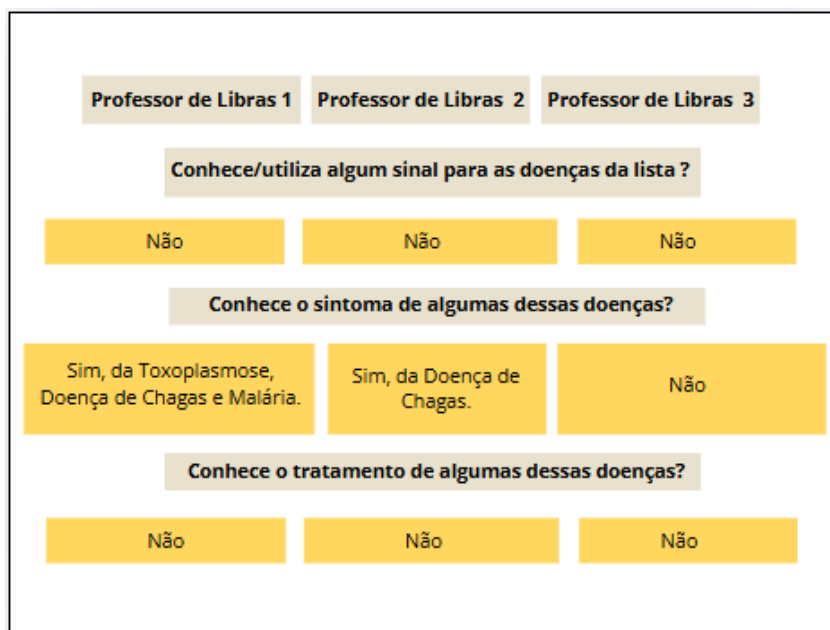 Professor de Libras 1
Professor de Libras 2
Professor de Libras 3
Conhece/utiliza algum sinal para as doenças da lista ?
Não
Não
Não
Conhece o sintoma de algumas dessas doenças?
Sim, da Toxoplasmose,
Doença de Chagas e Malária.
Sim, da Doença de
Chagas.
Não
Conhece o tratamento de algumas dessas doenças?
Não
Não
Não